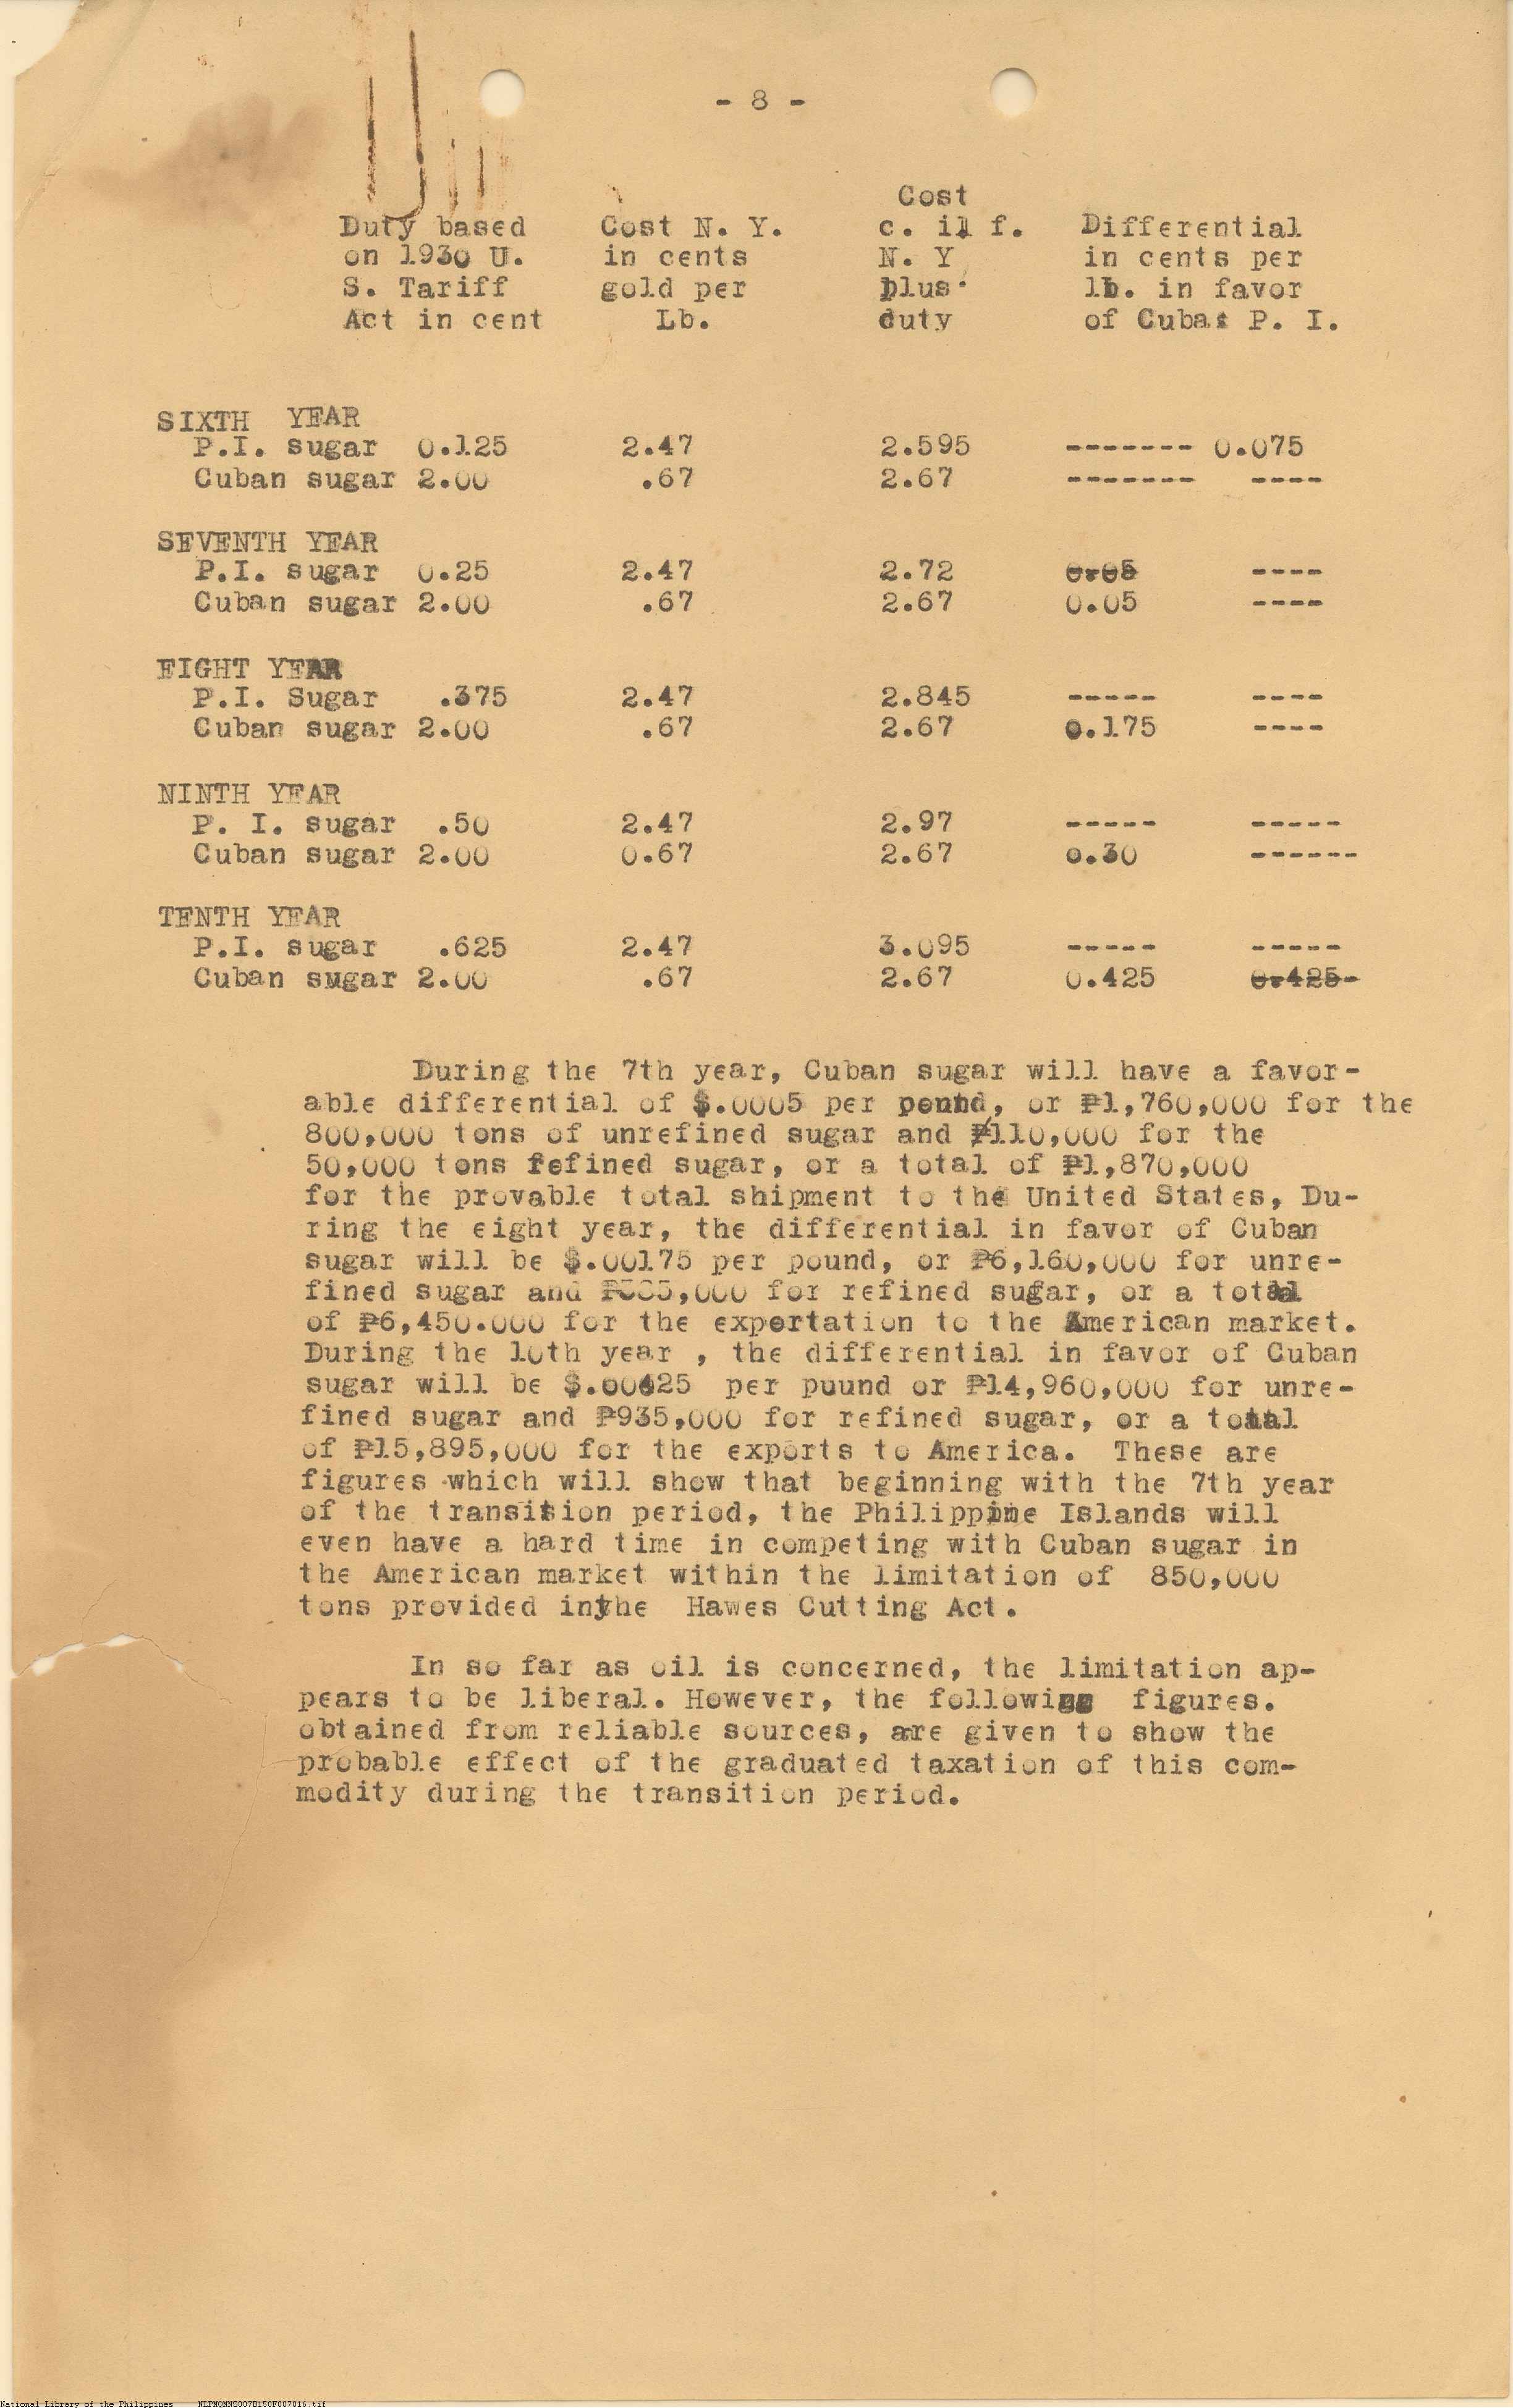 - 8 -
Cost
Duty based Cost N. Y. c. i. f. Differential
on 1930 U. in cents N. Y in cents per
S. Tariff gold per plus lb. in favor
Act in cent Lb. duty of Cuba: P. I.
SIXTH YEAR
P.I. sugar 0.125 2.47 2.595 ------- 0.075
Cuban sugar 2.00 .67 2.67 ------- ----
SEVENTH YEAR
P.I. sugar 0.25 2.47 2.72 0.05 ----
Cuban sugar 2.00 .67 2.67 0.05 ----
EIGHT YEAR
P.I. Sugar .375 2.47 2.845 ----- ----
Cuban sugar 2.00 .67 2.67 0.175 ----
NINTH YEAR
P. I. sugar .50 2.47 2.97 ----- -----
Cuban sugar 2.00 0.67 2.67 0.30 ------
TENTH YEAR
P.I. sugar .625 2.47 3.095 ----- -----
Cuban sugar 2.00 .67 2.67 0.425 0.425-
During the 7th year, Cuban sugar will have a favor-
able differential of $.0005 per pound, or ₱1,760,000 for the
800,000 tons of unrefined sugar and ₱110,000 for the
50,000 tons refined sugar, or a total of ₱1,870,000
for the provable total shipment to the United States, Du-
ring the eight year, the differential in favor of Cuban
sugar will be $.00175 per pound, or ₱6,160,000 for unre-
fined sugar and for refined sugar, or a total
of ₱6,450.000 for the exportation to the American market.
During the 10th year , the differential in favor of Cuban
sugar will be $.00425 per pound or ₱14,960,000 for unre-
fined sugar and ₱935,000 for refined sugar, or a total
of ₱15,895,000 for the exports to America. These are
figures which will show that beginning with the 7th year
of the transition period, the Philippine Islands will
even have a hard time in competing with Cuban sugar in
the American market within the limitation of 850,000
tons provided in the Hawes Cutting Act.
In so far as oil is concerned, the limitation ap-
pears to be liberal. However, the following figures.
obtained from reliable sources, are given to show the
probable effect of the graduated taxation of this com-
modity during the transition period.
National Library of the Philippines NLPMQMNS007B150F007016.tif